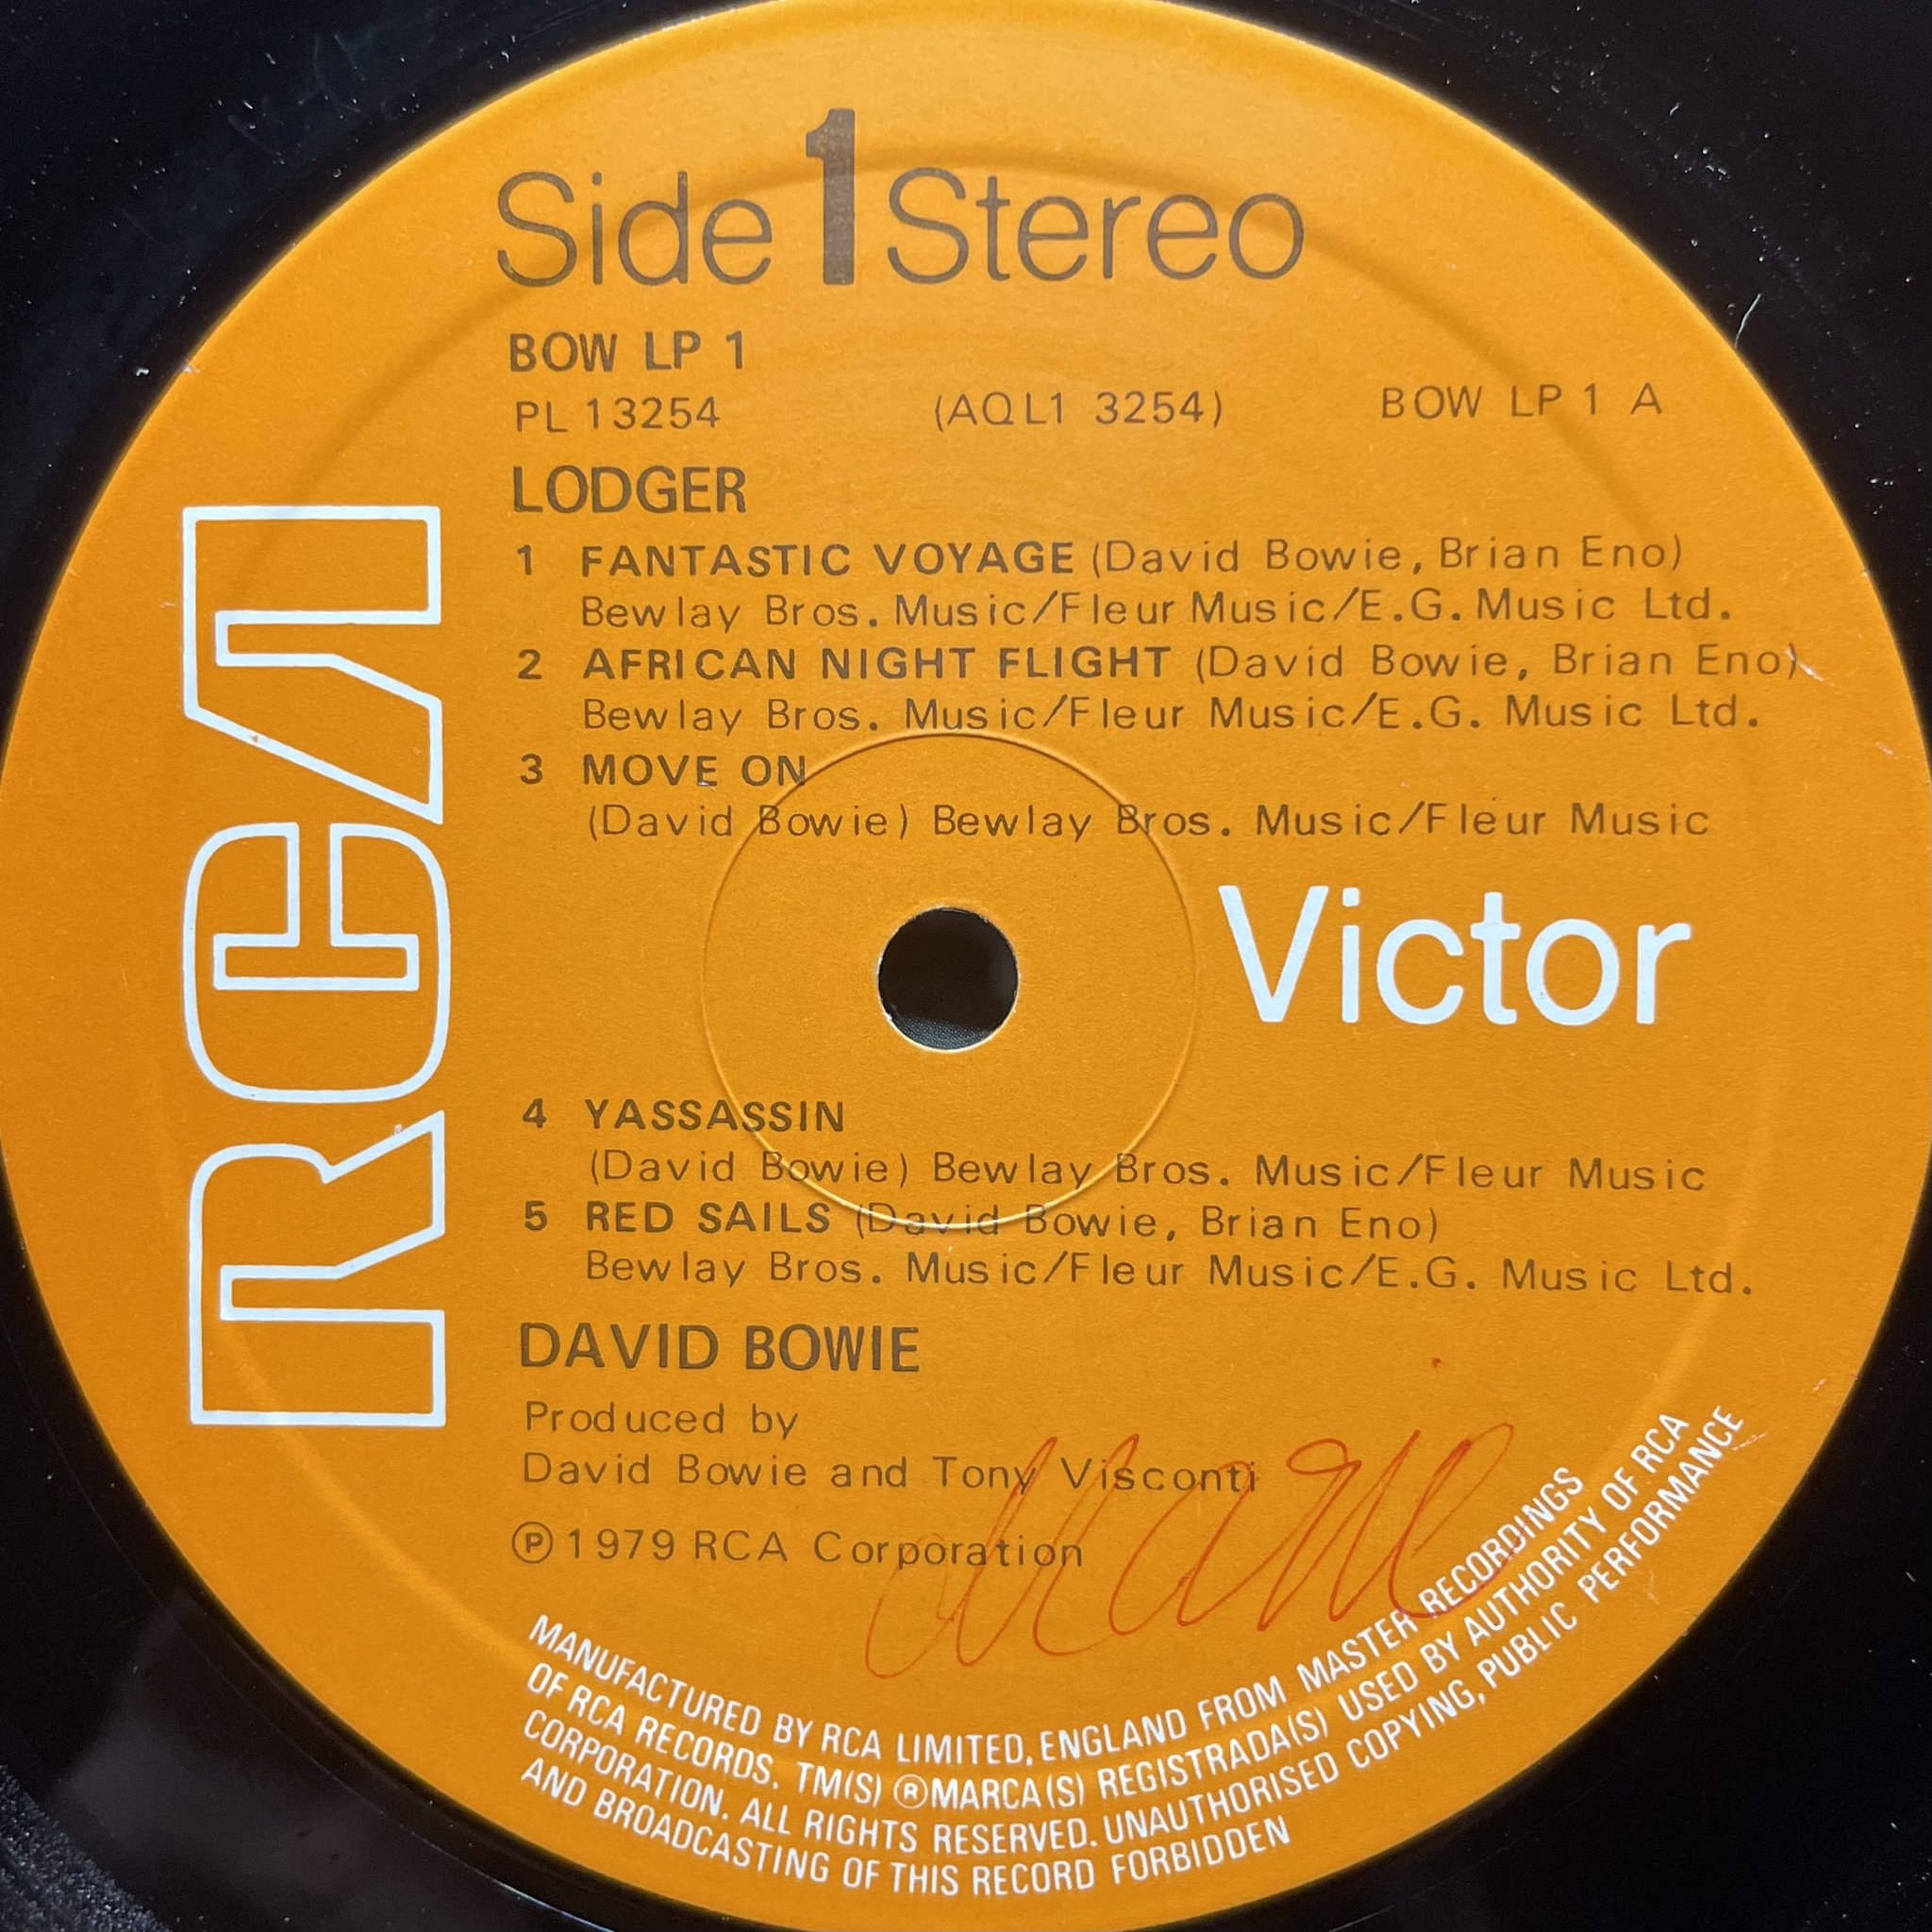 Side 1 Stereo
BOW LP 1
PL 13254 (AQL1 3254) BOW LP 1 A
LODGER
1 FANTASTIC VOYAGE (David Bowie, Brian Eno)
Bewlay Bros. Music/Fleur Music/E.G. Music Ltd.
2 AFRICAN NIGHT FLIGHT (David Bowie, Brian Eno)
Bewlay Bros. Music/Fleur Music/E.G. Music Ltd.
3 MOVE ON
(David Bowie) Bewlay Bros. Music/Fleur Music
RCA
Victor
4 YASSASSIN
(David Bowie) Bewlay Bros. Music/Fleur Music
5 RED SAILS (David Bowie, Brian Eno)
Bewlay Bros. Music/Fleur Music/E.G. Music Ltd.
DAVID BOWIE
Produced by
David Bowie and Tony Visconti
Ⓟ1979 RCA Corporation
MANUFACTURED BY RCA LIMITED, ENGLAND FROM MASTER RECORDINGS
OF RCA RECORDS. TM(S) ®MARCA(S) REGISTRADA(S) USED BY AUTHORITY OF RCA
CORPORATION. ALL RIGHTS RESERVED. UNAUTHORISED COPYING, PUBLIC PERFORMANCE
AND BROADCASTING OF THIS RECORD FORBIDDEN